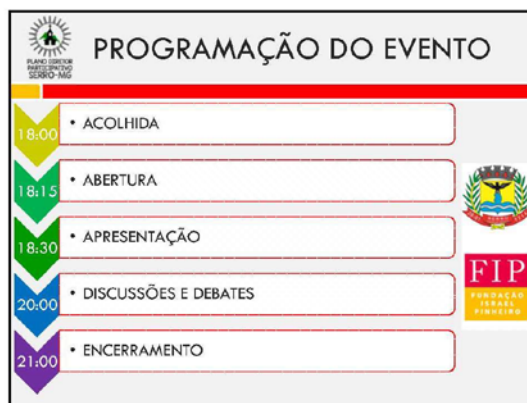 PROGRAMAÇÃO DO EVENTO
PLANO DIRETOR
PARTICIPATIVO
SERRO-MG
18:00
• ACOLHIDA
18:15
• ABERTURA
18:30
• APRESENTAÇÃO
20:00
• DISCUSSÕES E DEBATES
21:00
• ENCERRAMENTO
FIP
FUNDAÇÃO
ISRAEL
PINHEIRO